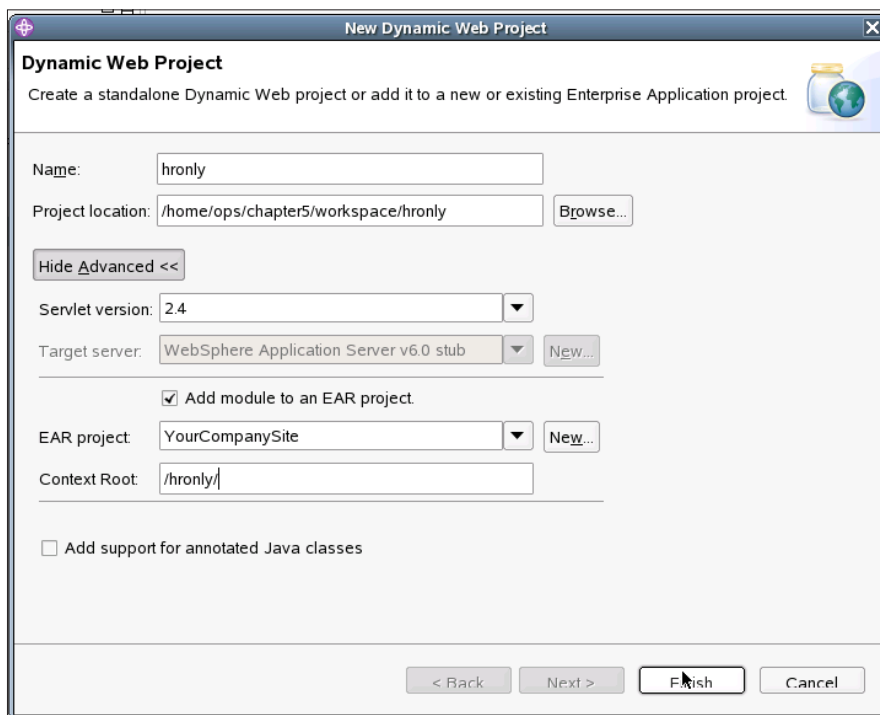 New Dynamic Web Project
Dynamic Web Project
Create a standalone Dynamic Web project or add it to a new or existing Enterprise Application project.
Name: hronly
Project location: /home/ops/chapter5/workspace/hronly Browse...
Hide Advanced <<
Servlet version: 2.4
Target server: WebSphere Application Server v6.0 stub New...
Add module to an EAR project.
EAR project: YourCompanySite New...
Context Root: /hronly/
Add support for annotated Java classes
< Back Next > Finish Cancel